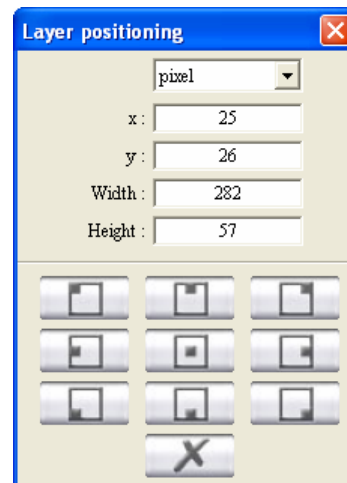 Layer positioning
pixel
x : 25
y : 26
Width : 282
Height : 57